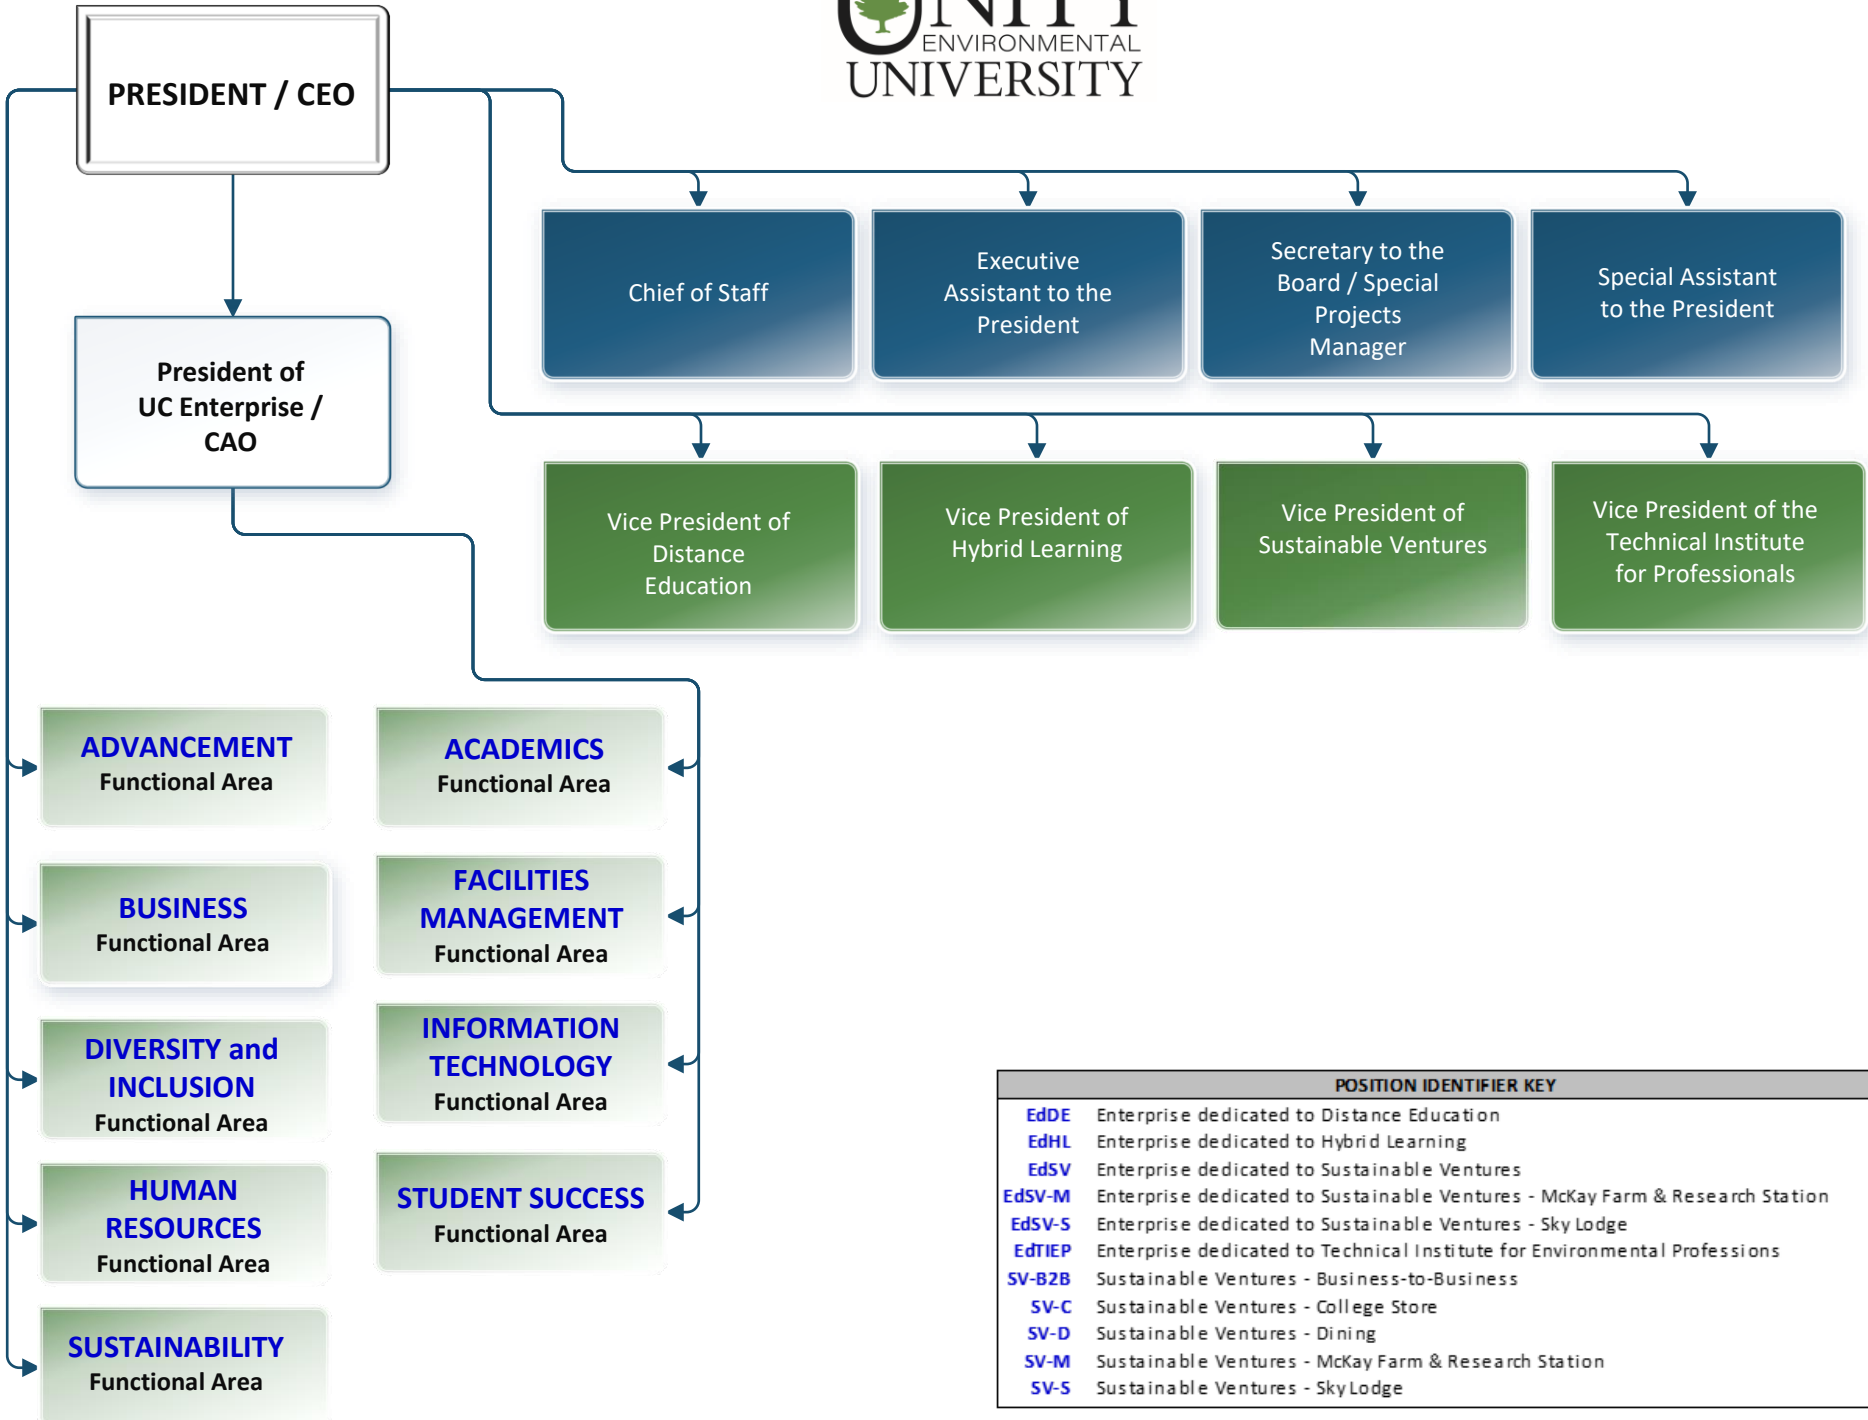 UNITY
ENVIRONMENTAL
UNIVERSITY
PRESIDENT / CEO
Chief of Staff
Executive
Assistant to the
President
Secretary to the
Board / Special
Projects
Manager
Special Assistant
to the President
President of
UC Enterprise /
CAO
Vice President of
Distance
Education
Vice President of
Hybrid Learning
Vice President of
Sustainable Ventures
Vice President of the
Technical Institute
for Professionals
ADVANCEMENT
Functional Area
BUSINESS
Functional Area
DIVERSITY and
INCLUSION
Functional Area
HUMAN
RESOURCES
Functional Area
SUSTAINABILITY
Functional Area
ACADEMICS
Functional Area
FACILITIES
MANAGEMENT
Functional Area
INFORMATION
TECHNOLOGY
Functional Area
STUDENT SUCCESS
Functional Area
POSITION IDENTIFIER KEY
EdDE Enterprise dedicated to Distance Education
EdHL Enterprise dedicated to Hybrid Learning
EdSV Enterprise dedicated to Sustainable Ventures
EdSV-M Enterprise dedicated to Sustainable Ventures - McKay Farm & Research Station
EdSV-S Enterprise dedicated to Sustainable Ventures - Sky Lodge
EdTIEP Enterprise dedicated to Technical Institute for Environmental Professions
SV-B2B Sustainable Ventures - Business-to-Business
SV-C Sustainable Ventures - College Store
SV-D Sustainable Ventures - Dining
SV-M Sustainable Ventures - McKay Farm & Research Station
SV-S Sustainable Ventures - Sky Lodge